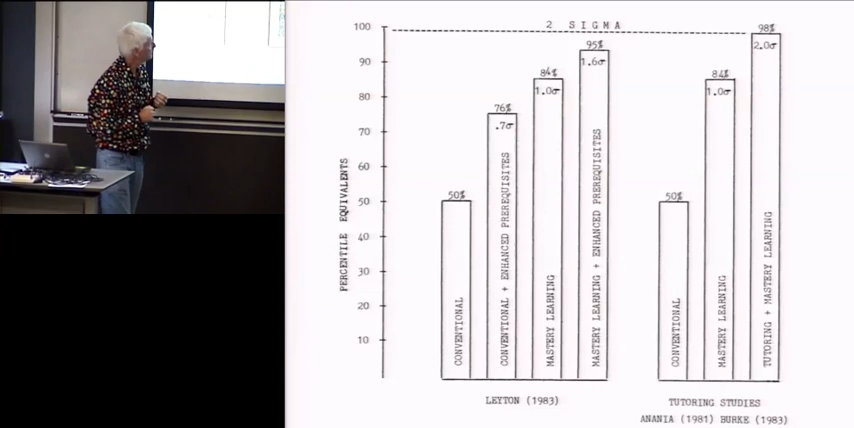 2 SIGMA
100
90
80
70
60
50
40
30
20
10
PERCENTILE EQUIVALENTS
50%
CONVENTIONAL
76%
.7σ
CONVENTIONAL + ENHANCED PREREQUISITES
84%
1.0σ
MASTERY LEARNING
95%
1.6σ
MASTERY LEARNING + ENHANCED PREREQUISITES
50%
CONVENTIONAL
84%
1.0σ
MASTERY LEARNING
98%
2.0σ
TUTORING + MASTERY LEARNING
LEYTON (1983)
TUTORING STUDIES
ANANIA (1981) BURKE (1983)